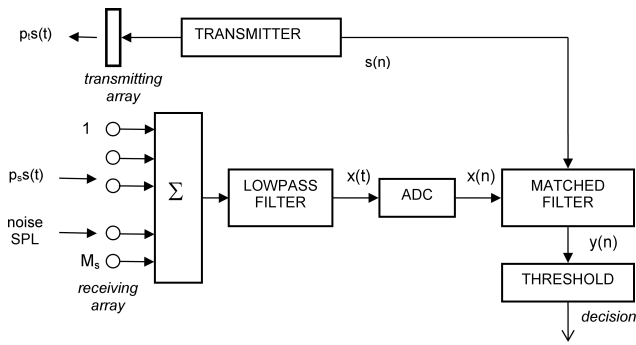 pₜs(t)
TRANSMITTER
s(n)
transmitting
array
1
pₛs(t)
noise
SPL
Mₛ
receiving
array
Σ
LOWPASS
FILTER
x(t)
ADC
x(n)
MATCHED
FILTER
y(n)
THRESHOLD
decision